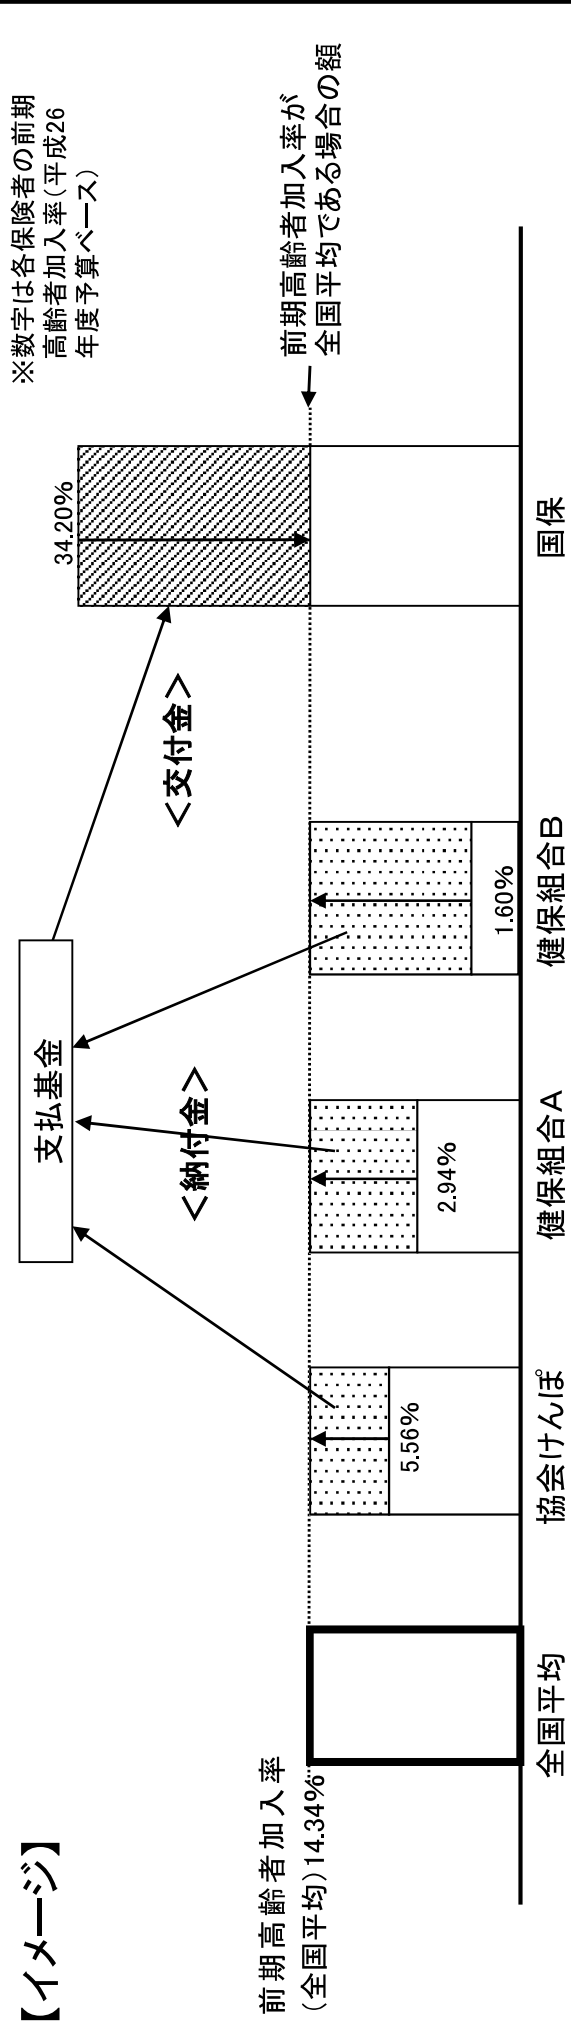 【イメージ】
※数字は各保険者の前期
高齢者加入率(平成26
年度予算ベース)
支払基金
34.20%
<納付金>
<交付金>
前期高齢者加入率
(全国平均)14.34%
前期高齢者加入率が
全国平均である場合の額
5.56%
2.94%
1.60%
全国平均
協会けんぽ
健保組合A
健保組合B
国保